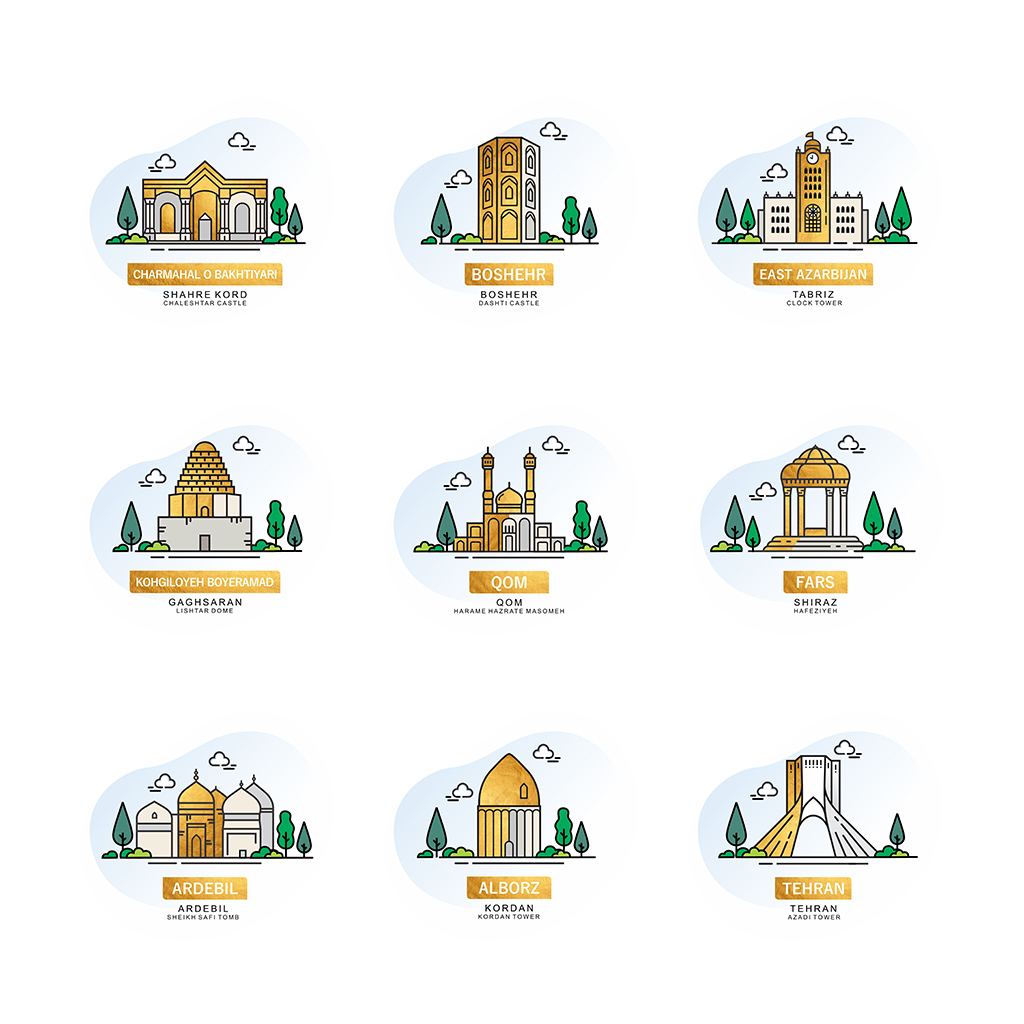 CHARMAHAL O BAKHTIYARI
SHAHRE KORD
CHALESHTAR CASTLE
BOSHEHR
BOSHEHR
DASHTI CASTLE
EAST AZARBIJAN
TABRIZ
CLOCK TOWER
KOHGILOYEH BOYERAMAD
GAGHSARAN
LISHTAR DOME
QOM
QOM
HARAME HAZRATE MASOMEH
FARS
SHIRAZ
HAFEZIYEH
ARDEBIL
ARDEBIL
SHEIKH SAFI TOMB
ALBORZ
KORDAN
KORDAN TOWER
TEHRAN
TEHRAN
AZADI TOWER